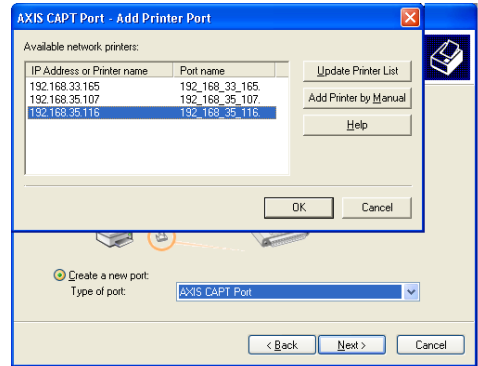 AXIS CAPT Port - Add Printer Port
Available network printers:
IP Address or Printer name Port name
192.168.33.165 192_168_33_165.
192.168.35.107 192_168_35_107.
192.168.35.116 192_168_35_116.
Update Printer List
Add Printer by Manual
Help
OK Cancel
Create a new port:
Type of port: AXIS CAPT Port
< Back Next > Cancel